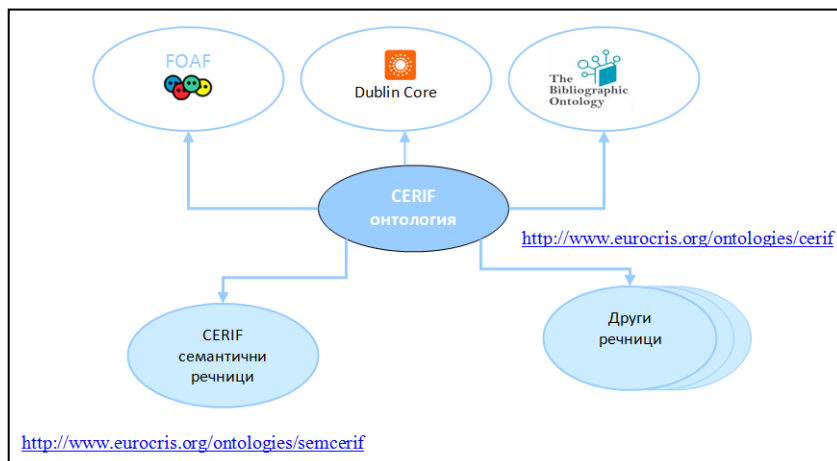 FOAF
Dublin Core
The
Bibliographic
Ontology
CERIF
онтология
http://www.eurocris.org/ontologies/cerif
CERIF
семантични
речници
Други
речници
http://www.eurocris.org/ontologies/semcerif